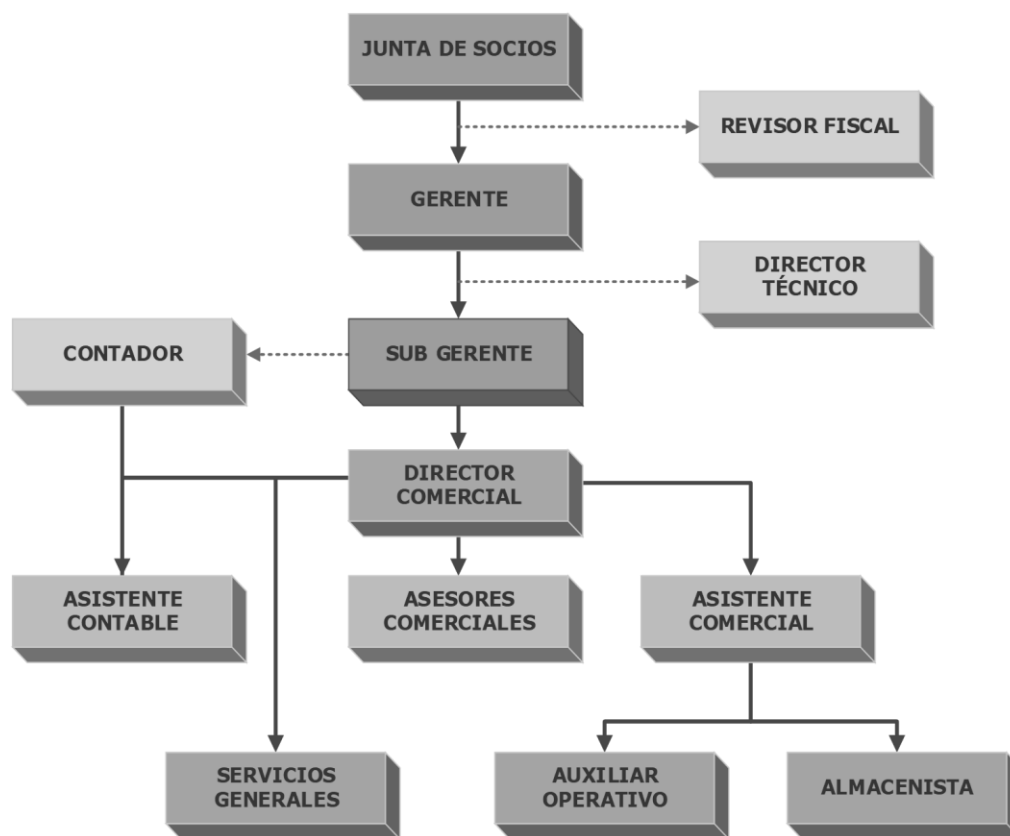 JUNTA DE SOCIOS
REVISOR FISCAL
GERENTE
DIRECTOR
TÉCNICO
CONTADOR
SUB GERENTE
DIRECTOR
COMERCIAL
ASISTENTE
CONTABLE
ASESORES
COMERCIALES
ASISTENTE
COMERCIAL
SERVICIOS
GENERALES
AUXILIAR
OPERATIVO
ALMACENISTA